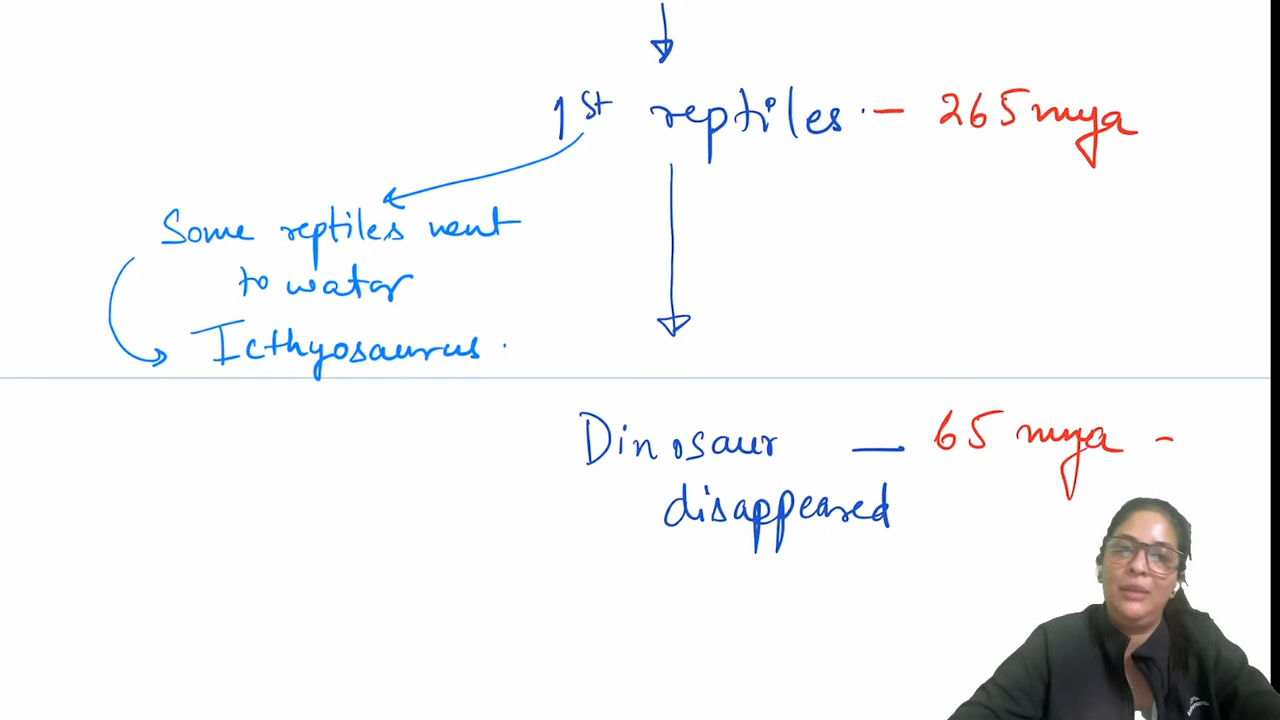 1st reptiles - 265 mya
Some reptiles went
to water
Icthyosaurus.
Dinosaur — 65 mya -
disappeared